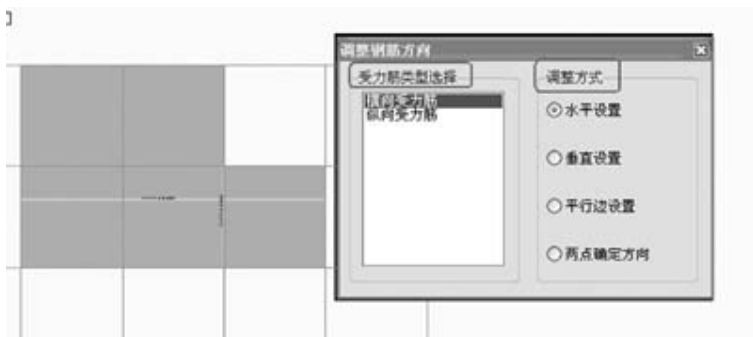 调整钢筋方向
受力筋类型选择
横向受力筋
纵向受力筋
调整方式
水平设置
垂直设置
平行边设置
两点确定方向